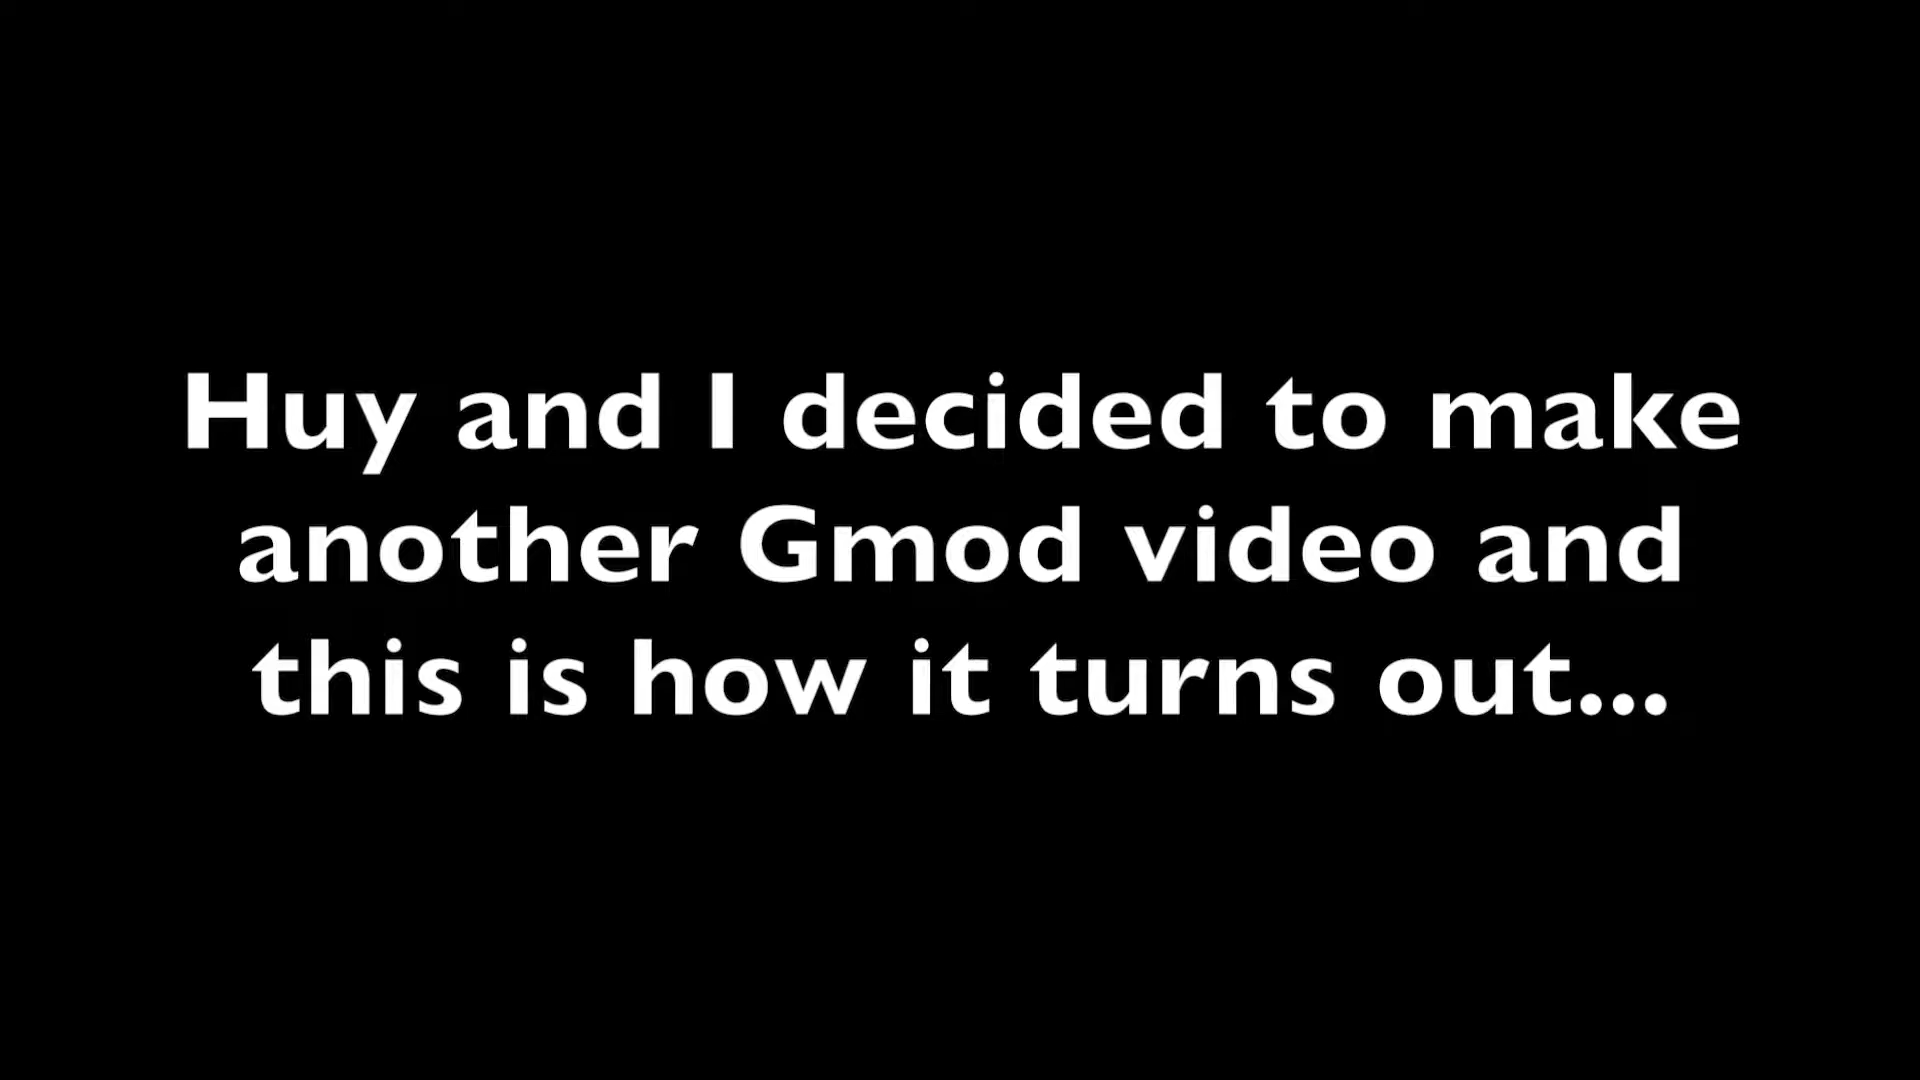 Huy and I decided to make
another Gmod video and
this is how it turns out...